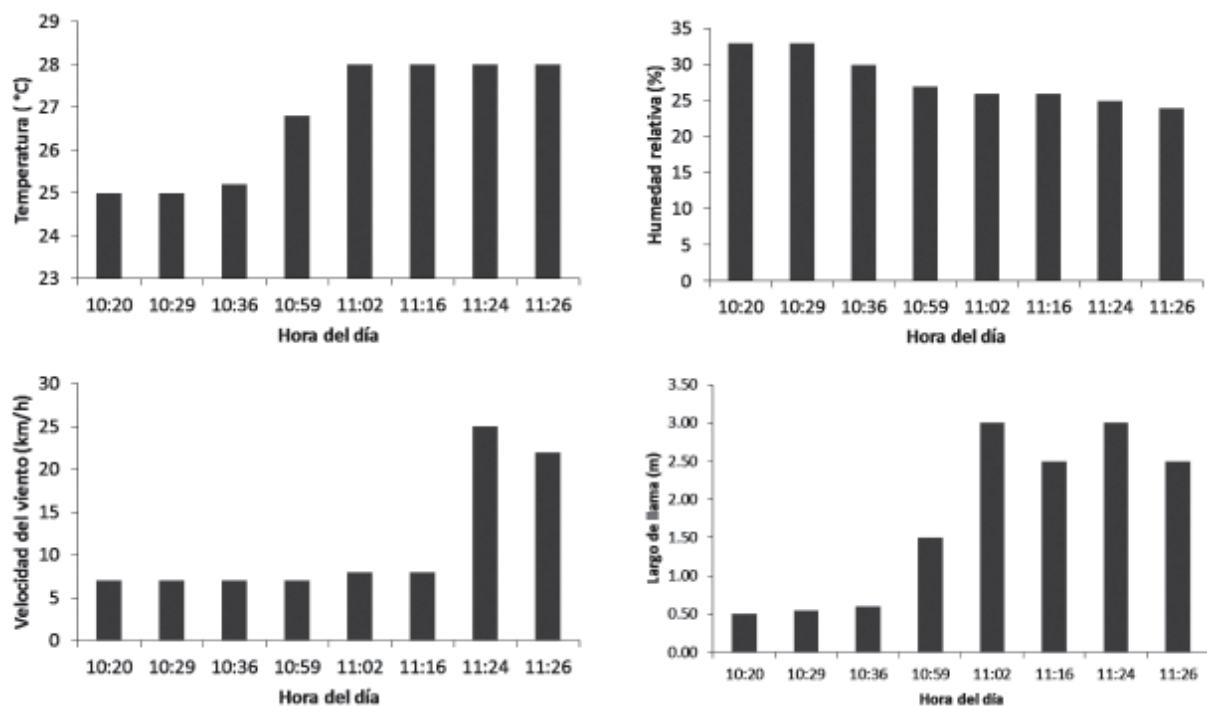 Temperatura ( °C)
29
28
27
26
25
24
23
10:20 10:29 10:36 10:59 11:02 11:16 11:24 11:26
Hora del día
Humedad relativa (%)
35
30
25
20
15
10
5
0
10:20 10:29 10:36 10:59 11:02 11:16 11:24 11:26
Hora del día
Velocidad del viento (km/h)
30
25
20
15
10
5
0
10:20 10:29 10:36 10:59 11:02 11:16 11:24 11:26
Hora del día
Largo de llama (m)
3.50
3.00
2.50
2.00
1.50
1.00
0.50
0.00
10:20 10:29 10:36 10:59 11:02 11:16 11:24 11:26
Hora del día